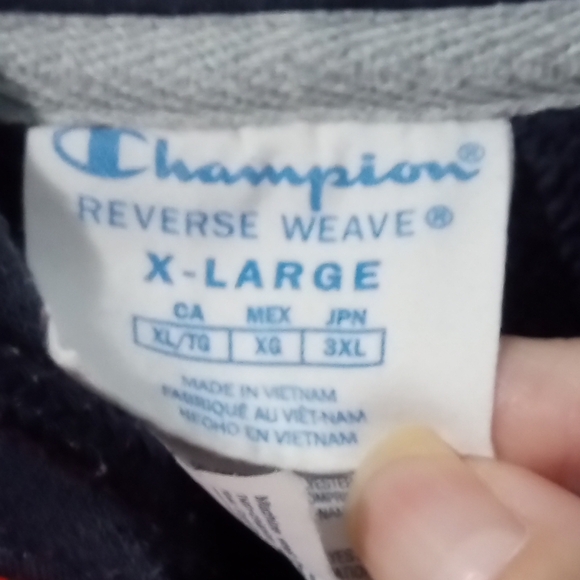 Champion®
REVERSE WEAVE®
X-LARGE
CA MEX JPN
XL/TG XG 3XL
MADE IN VIETNAM
FABRIQUÉ AU VIÊT-NAM
HECHO EN VIETNAM